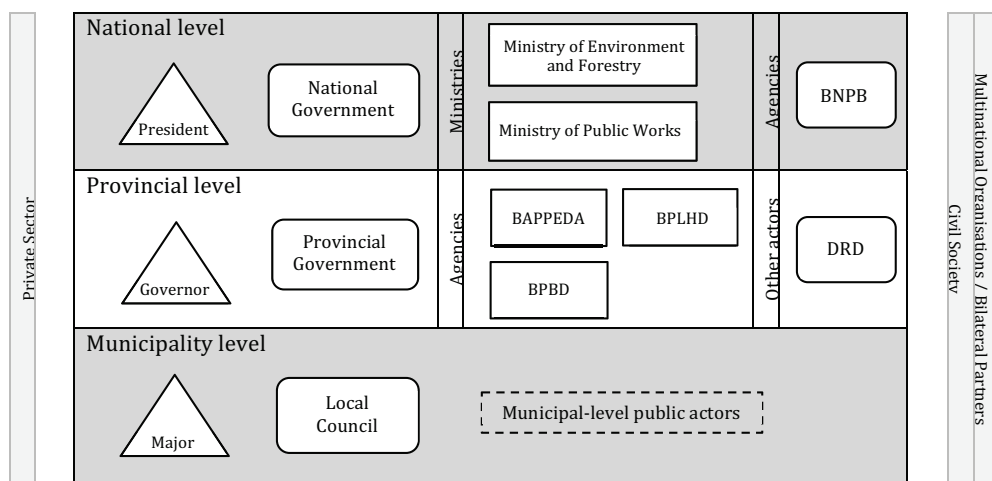 Private Sector
National level
President
National
Government
Ministries
Ministry of Environment
and Forestry
Ministry of Public Works
Agencies
BNPB
Provincial level
Governor
Provincial
Government
Agencies
BAPPEDA
BPLHD
BPBD
Other actors
DRD
Municipality level
Major
Local
Council
Municipal-level public actors
Civil Society
Multinational Organisations / Bilateral Partners